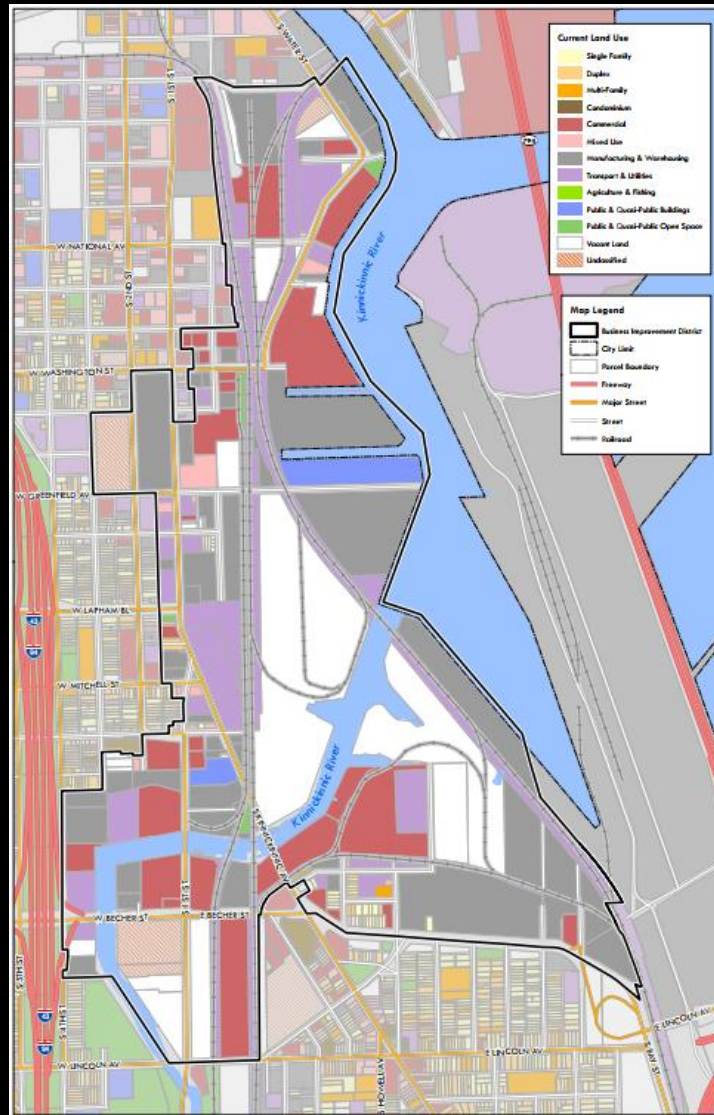 Current Land Use
Single Family
Duplex
Multi-Family
Condominium
Commercial
Mixed Use
Manufacturing & Warehousing
Transport & Utilities
Agriculture & Fishing
Public & Quasi-Public Buildings
Public & Quasi-Public Open Space
Vacant Land
Unclassified
Map Legend
Business Improvement District
City Limit
Parcel Boundary
Freeway
Major Street
Street
Railroad
S WATER ST
S 1ST ST
794
W NATIONAL AV
S 2ND ST
Kinnickinnic River
W WASHINGTON ST
W GREENFIELD AV
W LAPHAM BL
W MITCHELL ST
Kinnickinnic River
S KINNICKINNIC AV
S 1ST ST
W BECHER ST
E BECHER ST
S 5TH ST
S 4TH ST
W LINCOLN AV
E LINCOLN AV
E LINCOLN AV
S HOWELL AV
S BAY ST